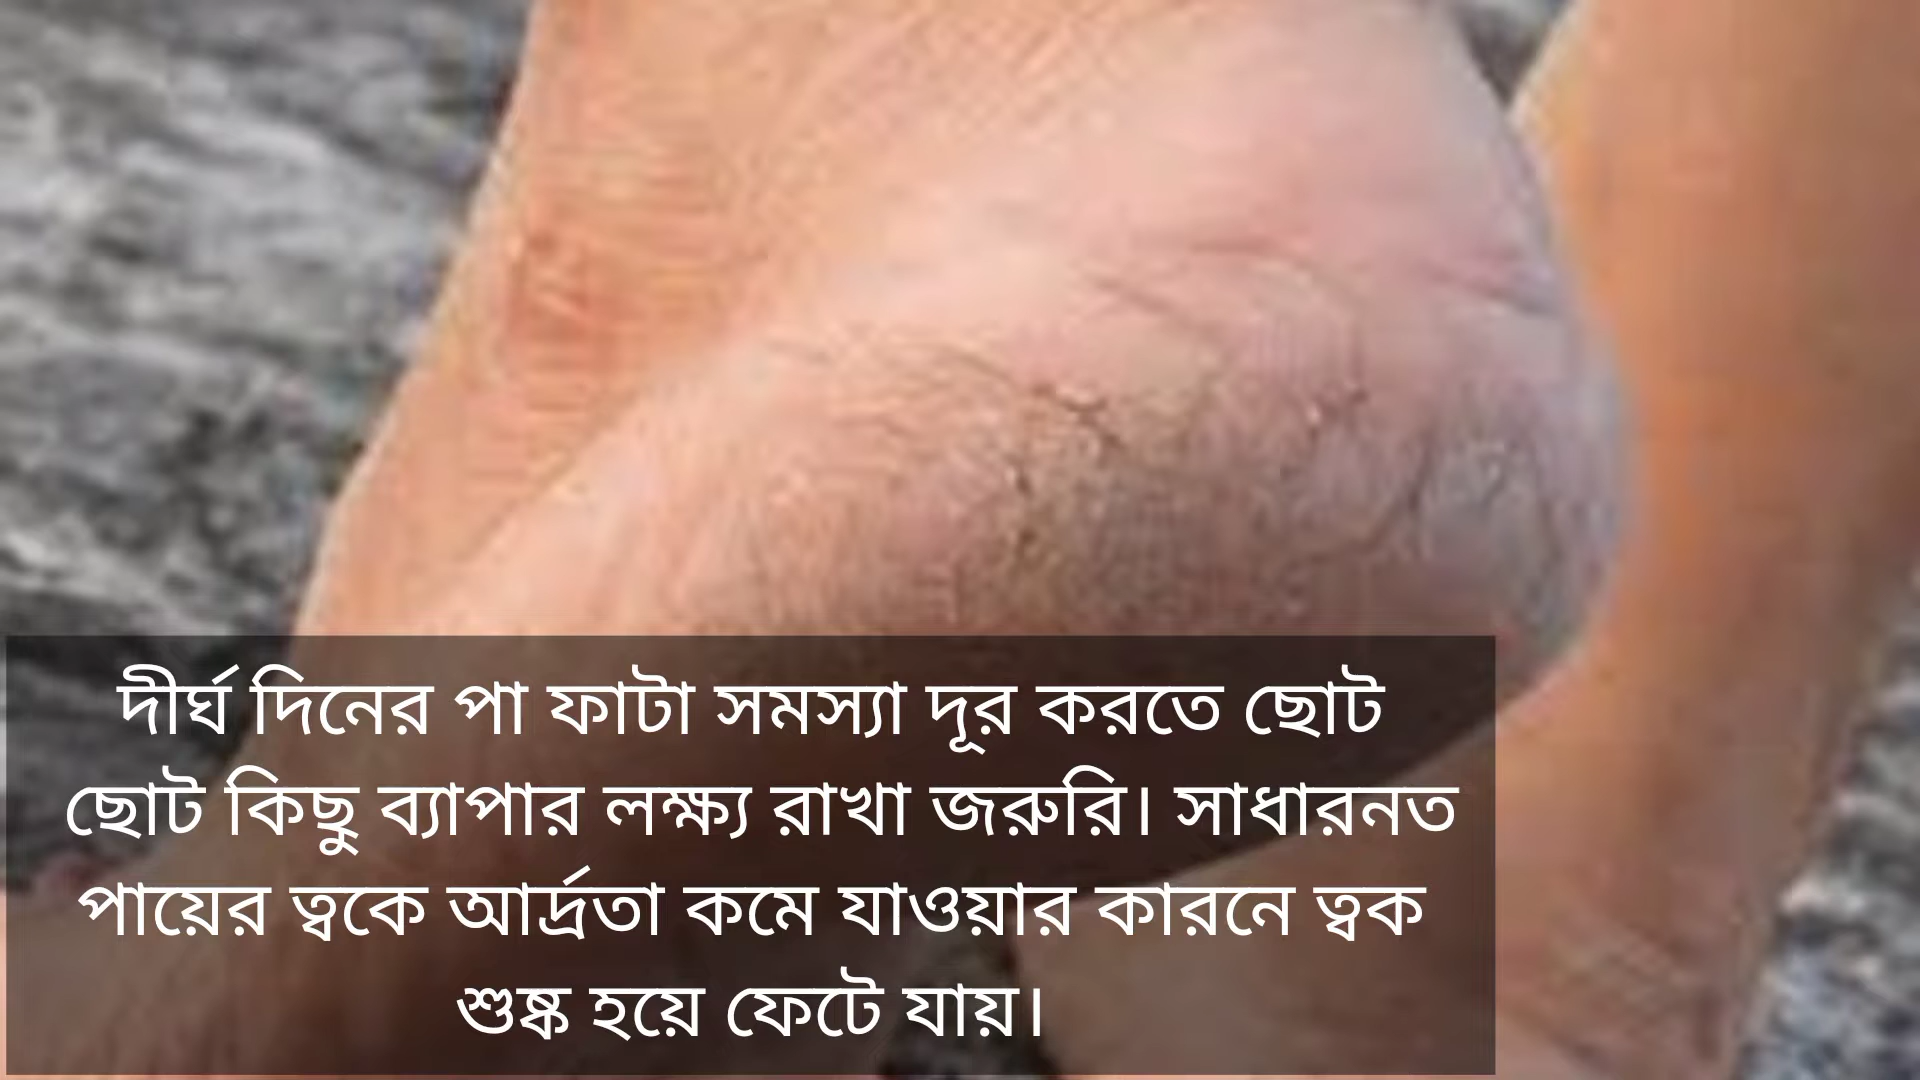 দীর্ঘ দিনের পা ফাটা সমস্যা দূর করতে ছোট
ছোট কিছু ব্যাপার লক্ষ্য রাখা জরুরি। সাধারনত
পায়ের ত্বকে আর্দ্রতা কমে যাওয়ার কারনে ত্বক
শুষ্ক হয়ে ফেটে যায়।